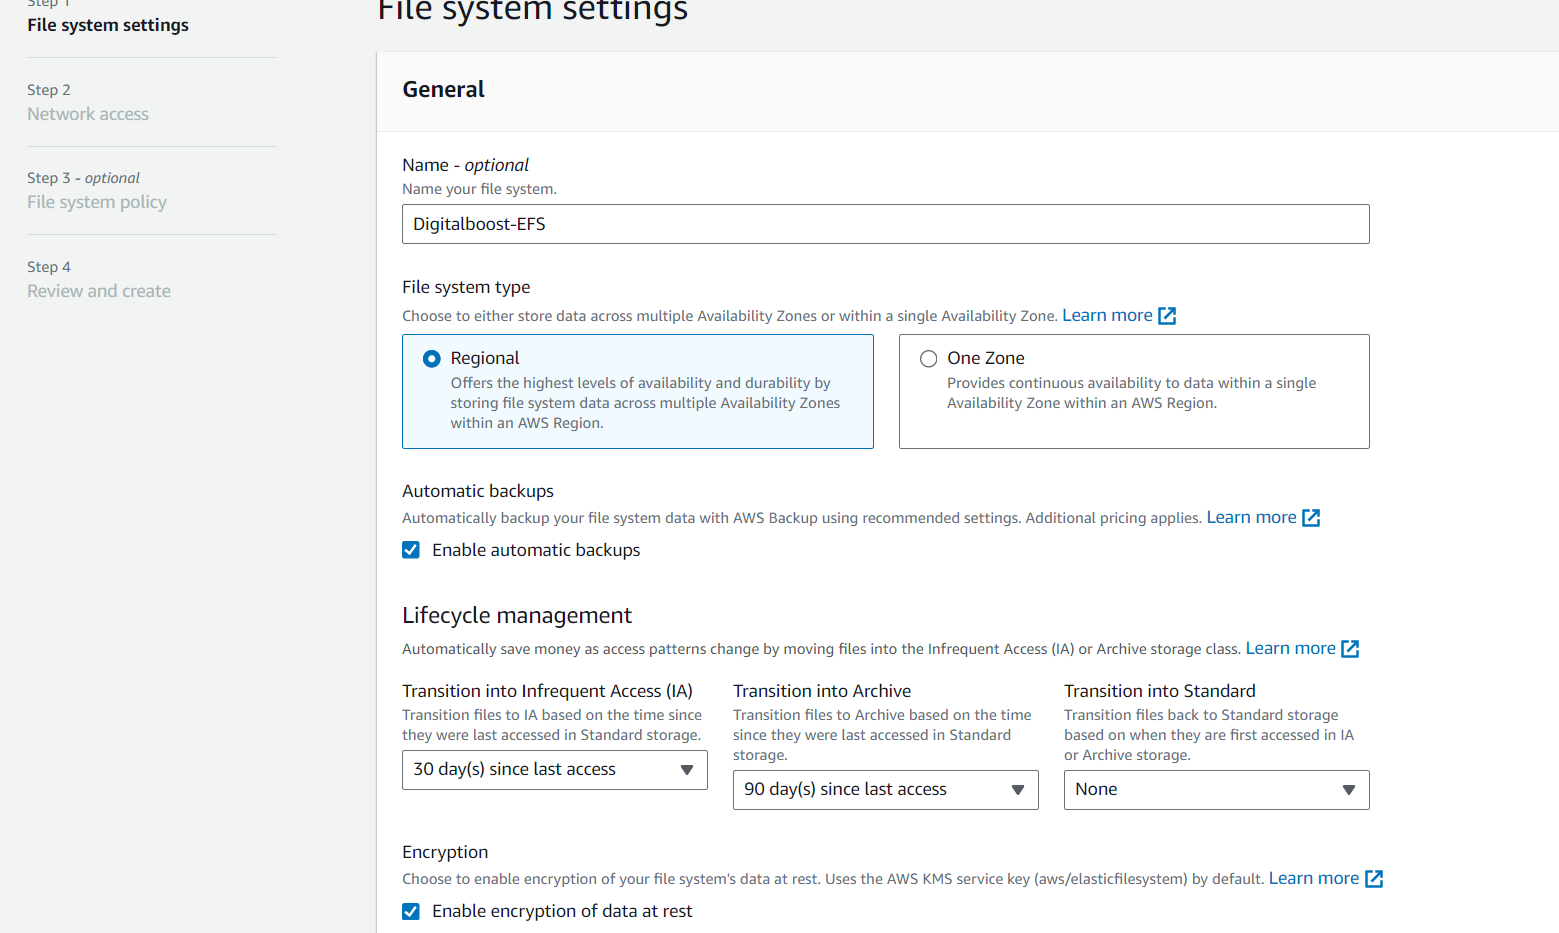 Step 1
File system settings
Step 2
Network access
Step 3 - optional
File system policy
Step 4
Review and create
File system settings
General
Name - optional
Name your file system.
Digitalboost-EFS
File system type
Choose to either store data across multiple Availability Zones or within a single Availability Zone. Learn more
Regional
Offers the highest levels of availability and durability by
storing file system data across multiple Availability Zones
within an AWS Region.
One Zone
Provides continuous availability to data within a single
Availability Zone within an AWS Region.
Automatic backups
Automatically backup your file system data with AWS Backup using recommended settings. Additional pricing applies. Learn more
Enable automatic backups
Lifecycle management
Automatically save money as access patterns change by moving files into the Infrequent Access (IA) or Archive storage class. Learn more
Transition into Infrequent Access (IA)
Transition files to IA based on the time since
they were last accessed in Standard storage.
30 day(s) since last access
Transition into Archive
Transition files to Archive based on the time
since they were last accessed in Standard
storage.
90 day(s) since last access
Transition into Standard
Transition files back to Standard storage
based on when they are first accessed in IA
or Archive storage.
None
Encryption
Choose to enable encryption of your file system's data at rest. Uses the AWS KMS service key (aws/elasticfilesystem) by default. Learn more
Enable encryption of data at rest